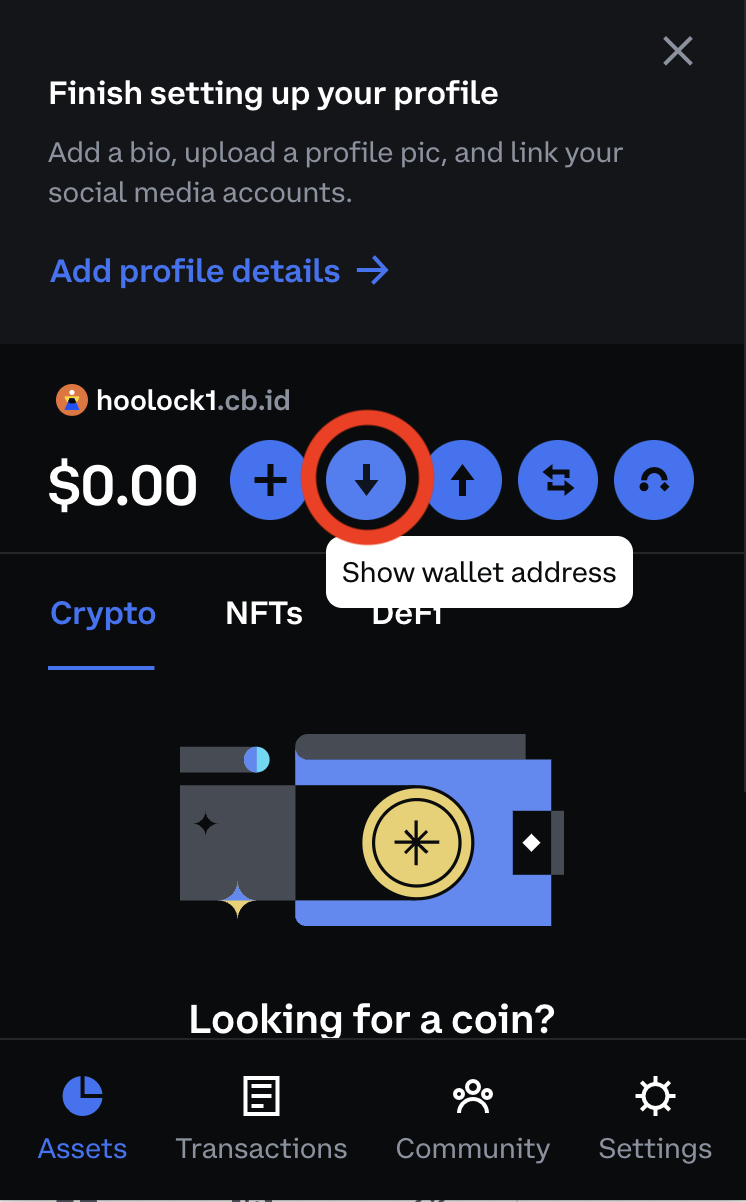 Finish setting up your profile
Add a bio, upload a profile pic, and link your
social media accounts.
Add profile details
hoolock1.cb.id
$0.00
Show wallet address
Crypto
NFTs
DeFi
Looking for a coin?
Assets
Transactions
Community
Settings